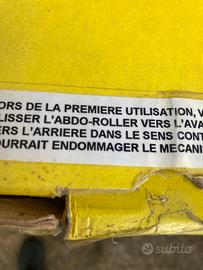 ORS DE LA PREMIERE UTILISATION, V
LISSER L'ABDO-ROLLER VERS L'AVA
ERS L'ARRIERE DANS LE SENS CONT
OURRAIT ENDOMMAGER LE MECANI
subito